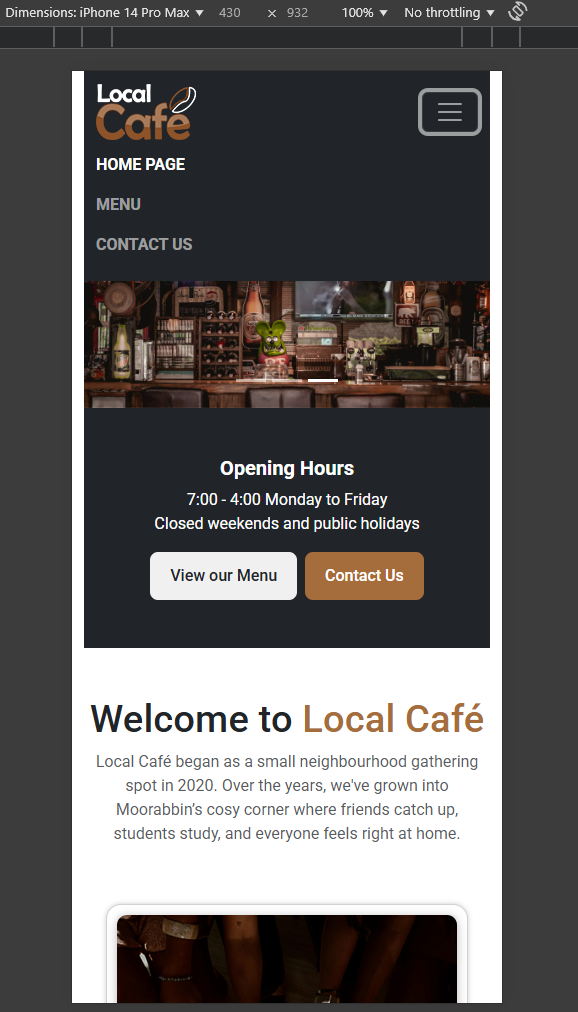 Dimensions: iPhone 14 Pro Max ▼ 430 × 932 100% ▼ No throttling ▼
Local
Café
HOME PAGE
MENU
CONTACT US
Opening Hours
7:00 - 4:00 Monday to Friday
Closed weekends and public holidays
View our Menu Contact Us
Welcome to Local Café
Local Café began as a small neighbourhood gathering
spot in 2020. Over the years, we've grown into
Moorabbin’s cosy corner where friends catch up,
students study, and everyone feels right at home.